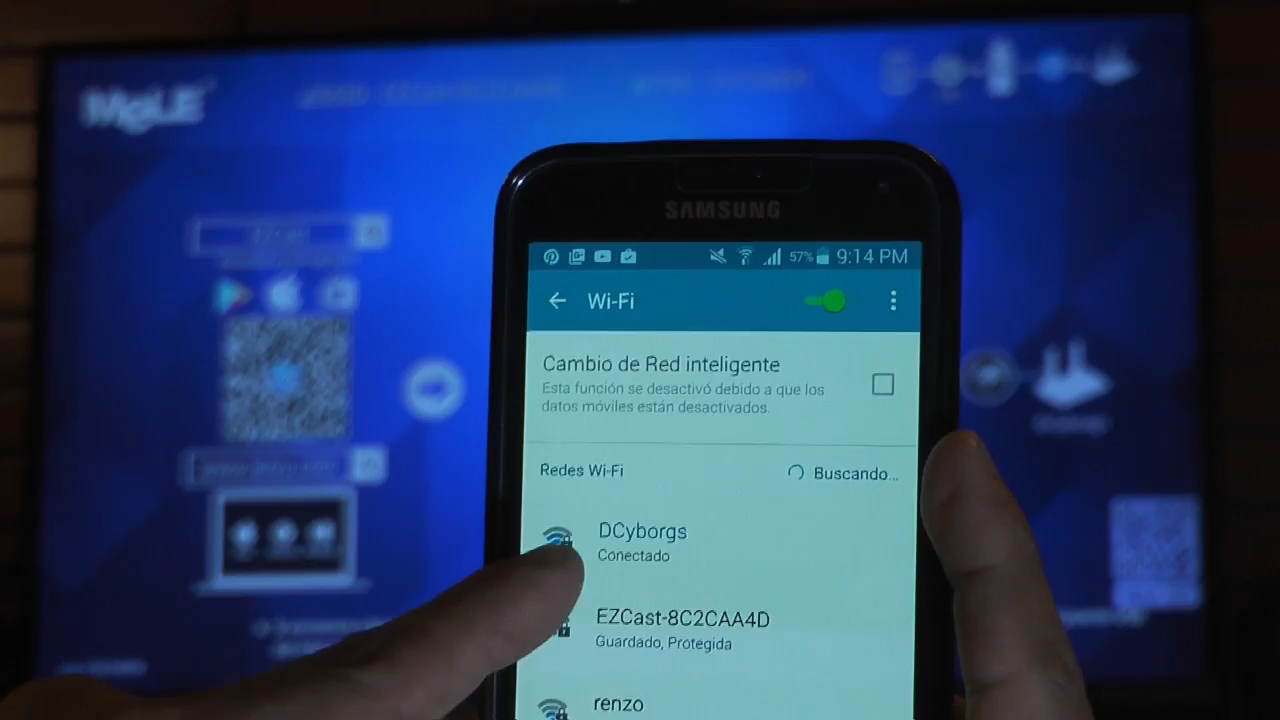 MgLE
SAMSUNG
57% 9:14 PM
Wi-Fi
Cambio de Red inteligente
Esta función se desactivó debido a que los
datos móviles están desactivados.
Redes Wi-Fi
Buscando...
DCyborgs
Conectado
EZCast-8C2CAA4D
Guardado, Protegida
renzo